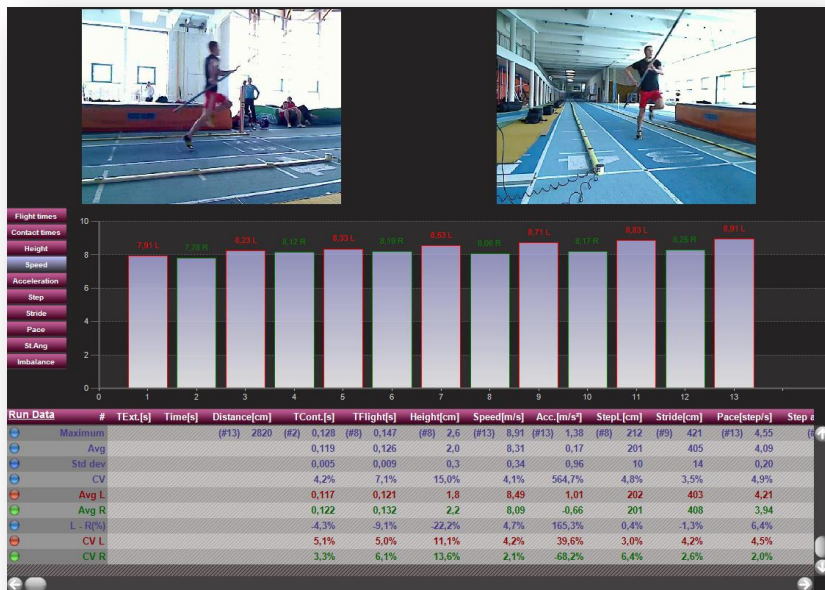 Flight times
Contact times
Height
Speed
Acceleration
Step
Stride
Pace
St.Ang
Imbalance
10
8
6
4
2
0
7,91 L
7,78 R
8,23 L
8,12 R
8,33 L
8,19 R
8,53 L
8,06 R
8,71 L
8,17 R
8,83 L
8,25 R
8,91 L
0 1 2 3 4 5 6 7 8 9 10 11 12 13
Run Data # TExt.[s] Time[s] Distance[cm] TCont.[s] TFlight[s] Height[cm] Speed[m/s] Acc.[m/s²] StepL[cm] Stride[cm] Pace[step/s] Step a
Maximum (#13) 2820 (#2) 0,128 (#8) 0,147 (#8) 2,6 (#13) 8,91 (#13) 1,38 (#8) 212 (#9) 421 (#13) 4,55 (#
Avg 0,119 0,126 2,0 8,31 0,17 201 405 4,09
Std dev 0,005 0,009 0,3 0,34 0,96 10 14 0,20
CV 4,2% 7,1% 15,0% 4,1% 564,7% 4,8% 3,5% 4,9%
Avg L 0,117 0,121 1,8 8,49 1,01 202 403 4,21
Avg R 0,122 0,132 2,2 8,09 -0,66 201 408 3,94
L - R(%) -4,3% -9,1% -22,2% 4,7% 165,3% 0,4% -1,3% 6,4%
CV L 5,1% 5,0% 11,1% 4,2% 39,6% 3,0% 4,2% 4,5%
CV R 3,3% 6,1% 13,6% 2,1% -68,2% 6,4% 2,6% 2,0%